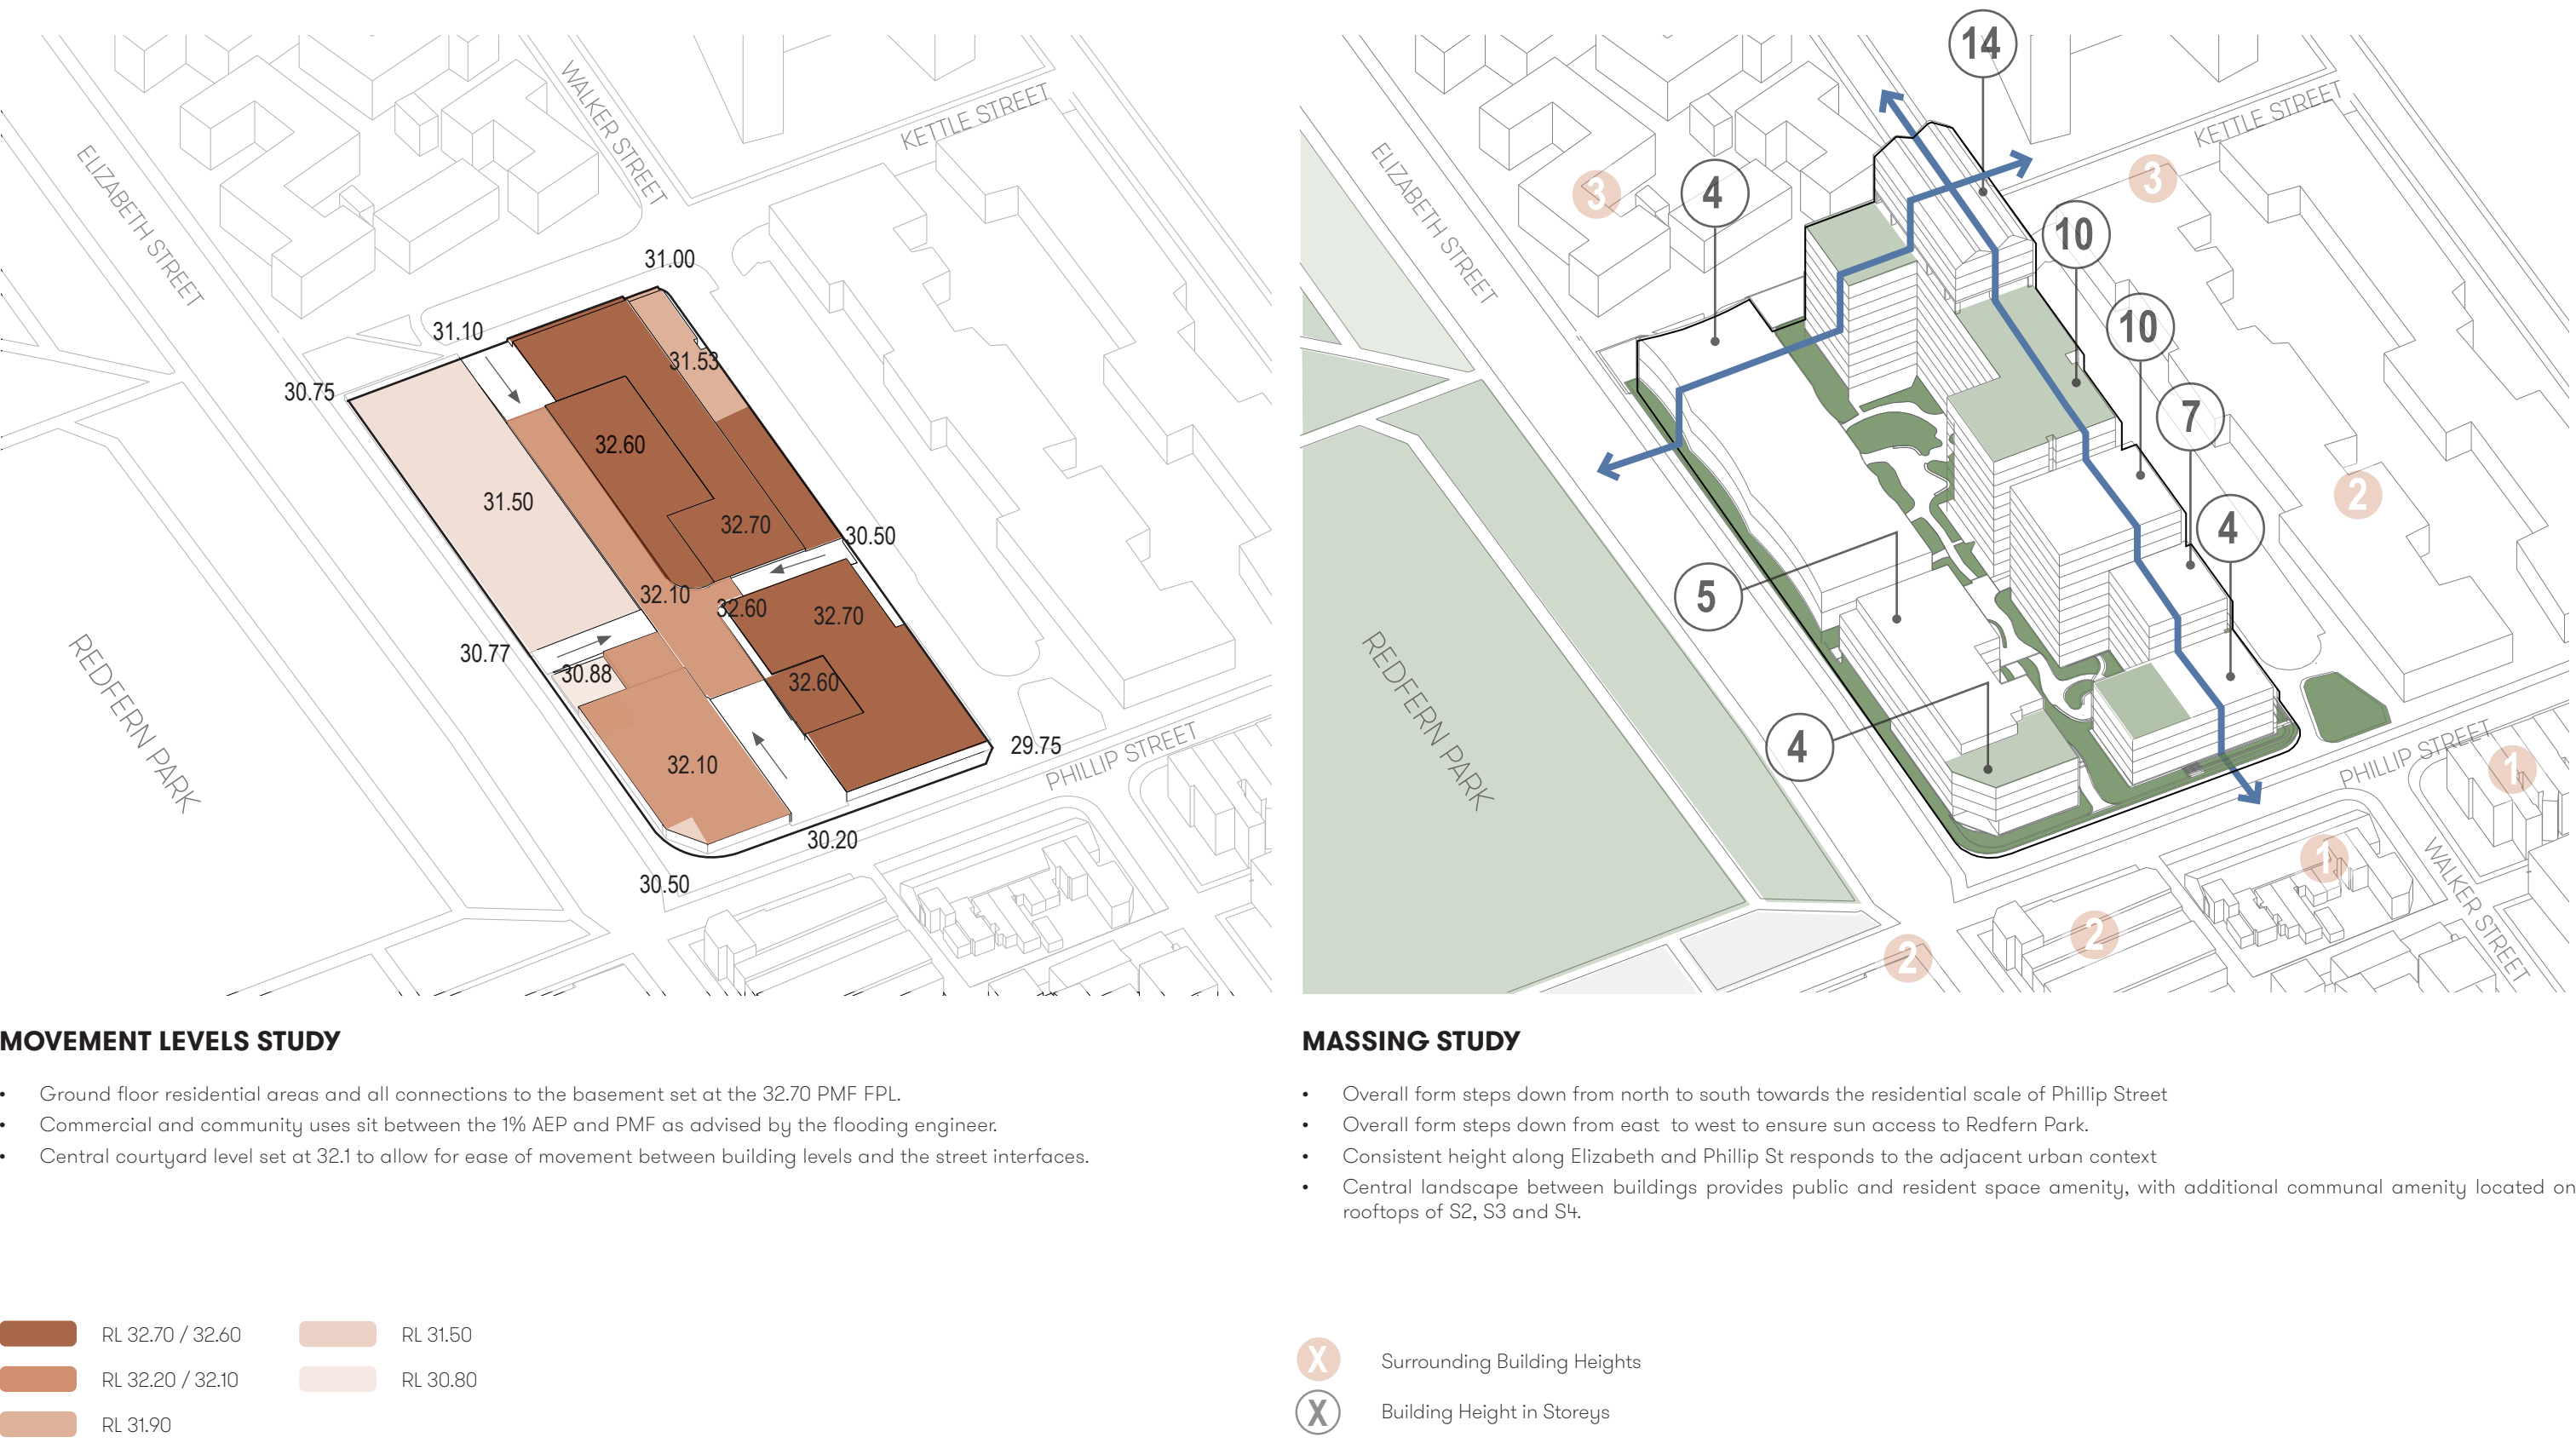 WALKER STREET
KETTLE STREET
ELIZABETH STREET
31.00
31.10
31.53
30.75
32.60
31.50
32.70
30.50
32.10
32.60
32.70
30.77
30.88
32.60
REDFERN PARK
29.75
PHILLIP STREET
32.10
30.20
30.50
14
KETTLE STREET
ELIZABETH STREET
3
4
3
10
10
7
2
4
5
REDFERN PARK
4
PHILLIP STREET
1
1
WALKER STREET
2
2
MOVEMENT LEVELS STUDY
• Ground floor residential areas and all connections to the basement set at the 32.70 PMF FPL.
• Commercial and community uses sit between the 1% AEP and PMF as advised by the flooding engineer.
• Central courtyard level set at 32.1 to allow for ease of movement between building levels and the street interfaces.
RL 32.70 / 32.60
RL 32.20 / 32.10
RL 31.90
RL 31.50
RL 30.80
MASSING STUDY
• Overall form steps down from north to south towards the residential scale of Phillip Street
• Overall form steps down from east to west to ensure sun access to Redfern Park.
• Consistent height along Elizabeth and Phillip St responds to the adjacent urban context
• Central landscape between buildings provides public and resident space amenity, with additional communal amenity located on
rooftops of S2, S3 and S4.
X Surrounding Building Heights
X Building Height in Storeys